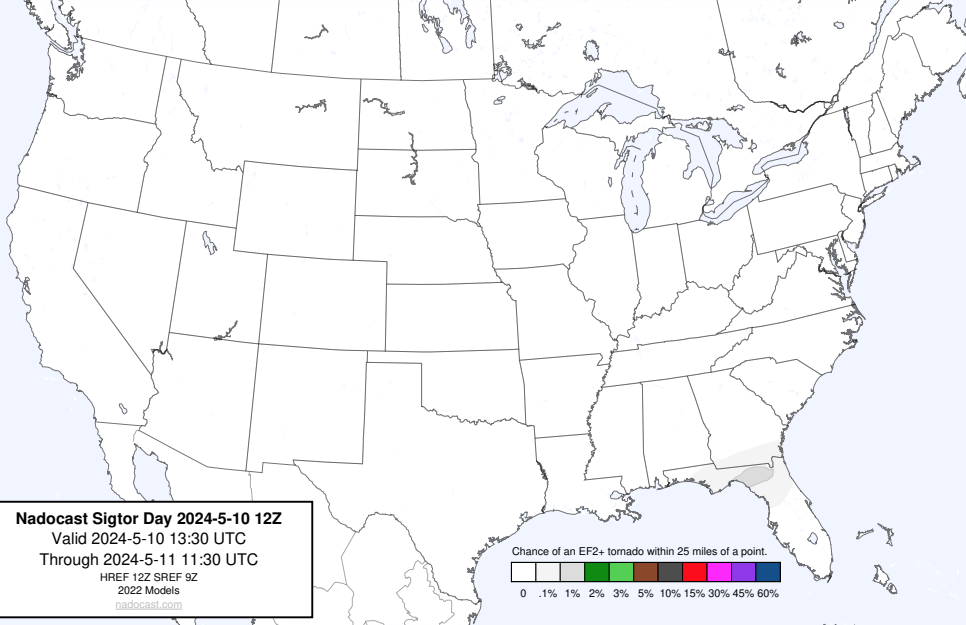 Nadocast Sigtor Day 2024-5-10 12Z
Valid 2024-5-10 13:30 UTC
Through 2024-5-11 11:30 UTC
HREF 12Z SREF 9Z
2022 Models
nadocast.com
Chance of an EF2+ tornado within 25 miles of a point.
0 .1% 1% 2% 3% 5% 10% 15% 30% 45% 60%